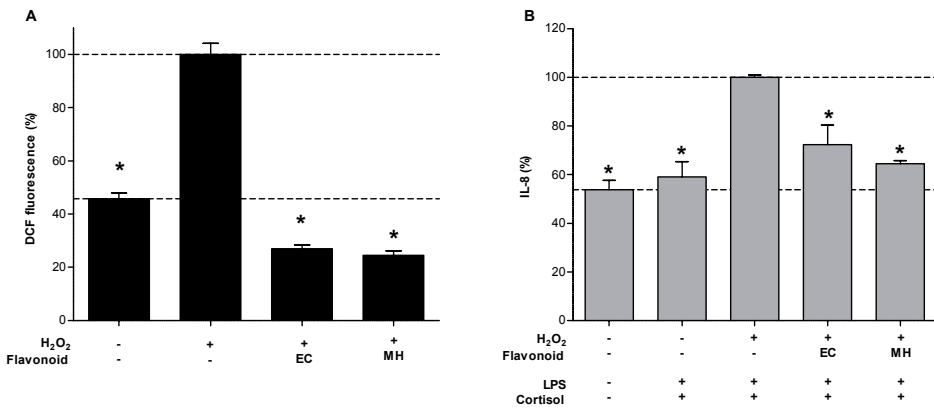 A
DCF fluorescence (%)
100
80
60
40
20
0
*
*
*
H₂O₂ - + + +
Flavonoid - - EC MH
B
IL-8 (%)
120
100
80
60
40
20
0
*
*
*
*
H₂O₂ - - + + +
Flavonoid - - - EC MH
LPS - + + + +
Cortisol - + + + +